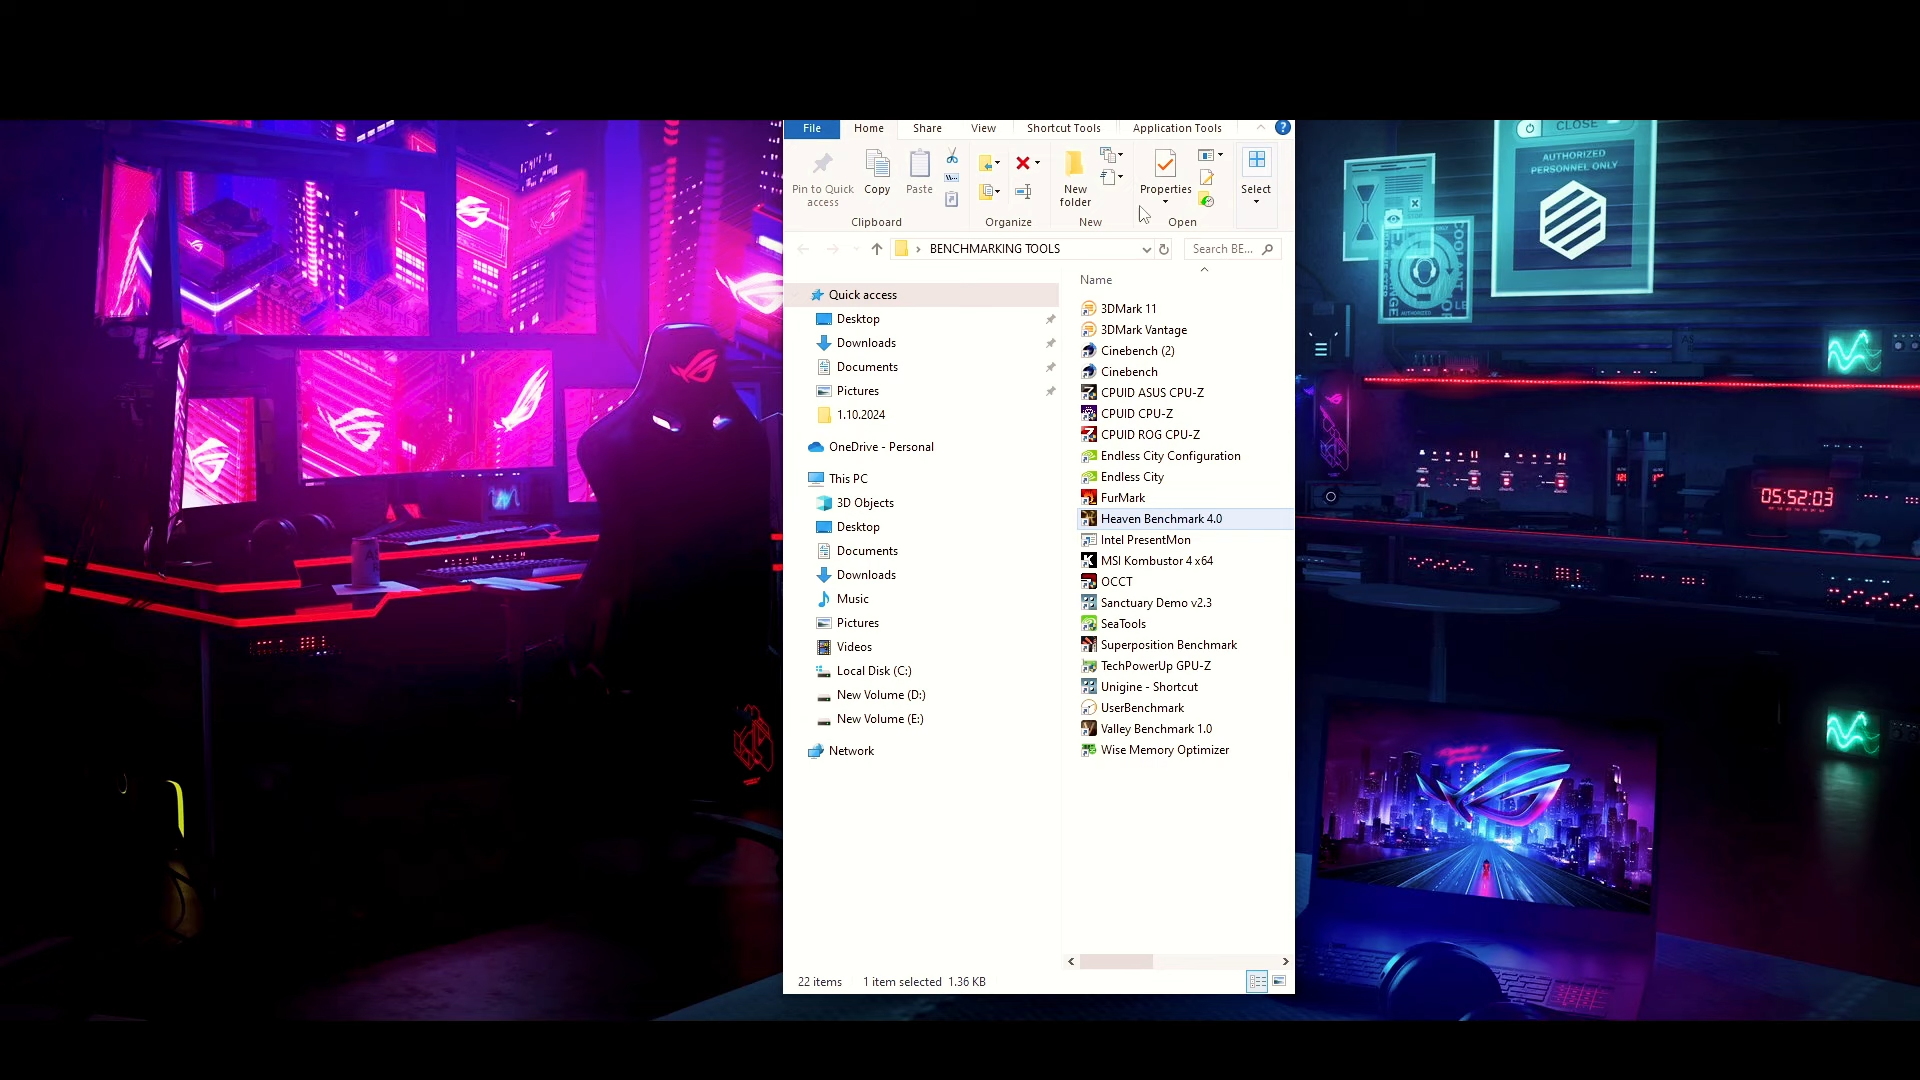 File Home Share View Shortcut Tools Application Tools
Pin to Quick access
Copy
Paste
New folder
Properties
Select
Clipboard Organize New Open
BENCHMARKING TOOLS
Search BE...
Name
Quick access
Desktop
Downloads
Documents
Pictures
1.10.2024
OneDrive - Personal
This PC
3D Objects
Desktop
Documents
Downloads
Music
Pictures
Videos
Local Disk (C:)
New Volume (D:)
New Volume (E:)
Network
3DMark 11
3DMark Vantage
Cinebench (2)
Cinebench
CPUID ASUS CPU-Z
CPUID CPU-Z
CPUID ROG CPU-Z
Endless City Configuration
Endless City
FurMark
Heaven Benchmark 4.0
Intel PresentMon
MSI Kombustor 4 x64
OCCT
Sanctuary Demo v2.3
SeaTools
Superposition Benchmark
TechPowerUp GPU-Z
Unigine - Shortcut
UserBenchmark
Valley Benchmark 1.0
Wise Memory Optimizer
22 items 1 item selected 1.36 KB
CLOSE
AUTHORIZED
PERSONNEL ONLY
05:52:03